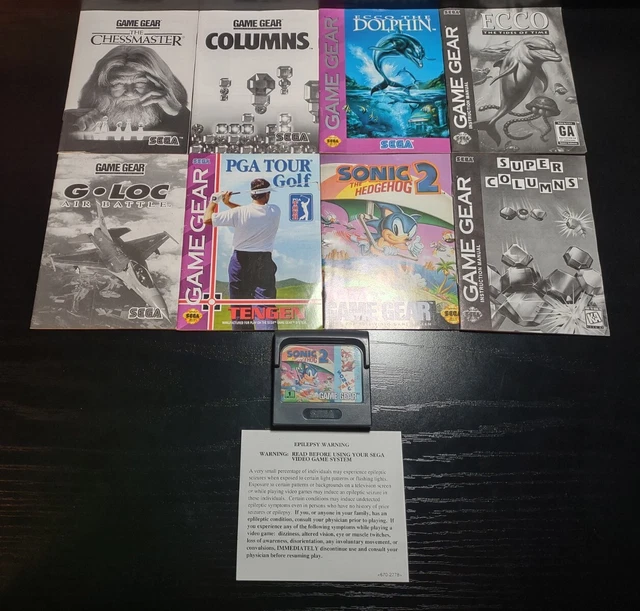 GAME GEAR
THE
CHESSMASTER
SEGA
GAME GEAR
COLUMNS™
SEGA
GAME GEAR
ECCO THE
DOLPHIN™
SEGA
SEGA
GAME GEAR
INSTRUCTION MANUAL
ECCO
THE TIDES OF TIME
GA
GAME GEAR
G-LOC
AIR BATTLE
SEGA
SEGA
GAME GEAR
PGA TOUR
Golf
PGA TOUR
TENGEN
SONIC 2
THE
HEDGEHOG
GAME GEAR™
SEGA
GAME GEAR
INSTRUCTION MANUAL
SUPER
COLUMNS™
KA
SONIC 2
GAME GEAR
SEGA
EPILEPSY WARNING
WARNING: READ BEFORE USING YOUR SEGA
VIDEO GAME SYSTEM
A very small percentage of individuals may experience epileptic
seizures when exposed to certain light patterns or flashing lights.
Exposure to certain patterns or backgrounds on a television screen
or while playing video games may induce an epileptic seizure in
these individuals. Certain conditions may induce undetected
epileptic symptoms even in persons who have no history of prior
seizures or epilepsy. If you, or anyone in your family, has an
epileptic condition, consult your physician prior to playing. If
you experience any of the following symptoms while playing a
video game: dizziness, altered vision, eye or muscle twitches,
loss of awareness, disorientation, any involuntary movement, or
convulsions, IMMEDIATELY discontinue use and consult your
physician before resuming play.